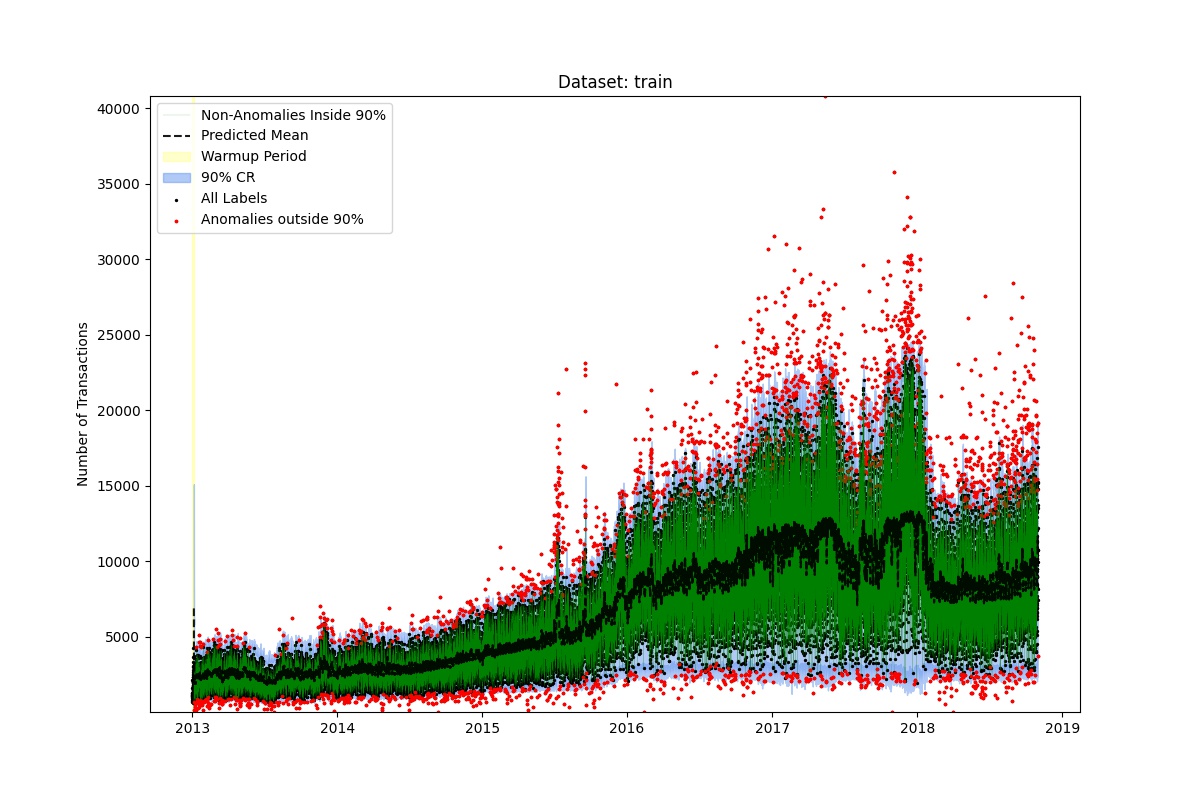 Dataset: train
Number of Transactions
40000
35000
30000
25000
20000
15000
10000
5000
Non-Anomalies Inside 90%
Predicted Mean
Warmup Period
90% CR
All Labels
Anomalies outside 90%
2013
2014
2015
2016
2017
2018
2019